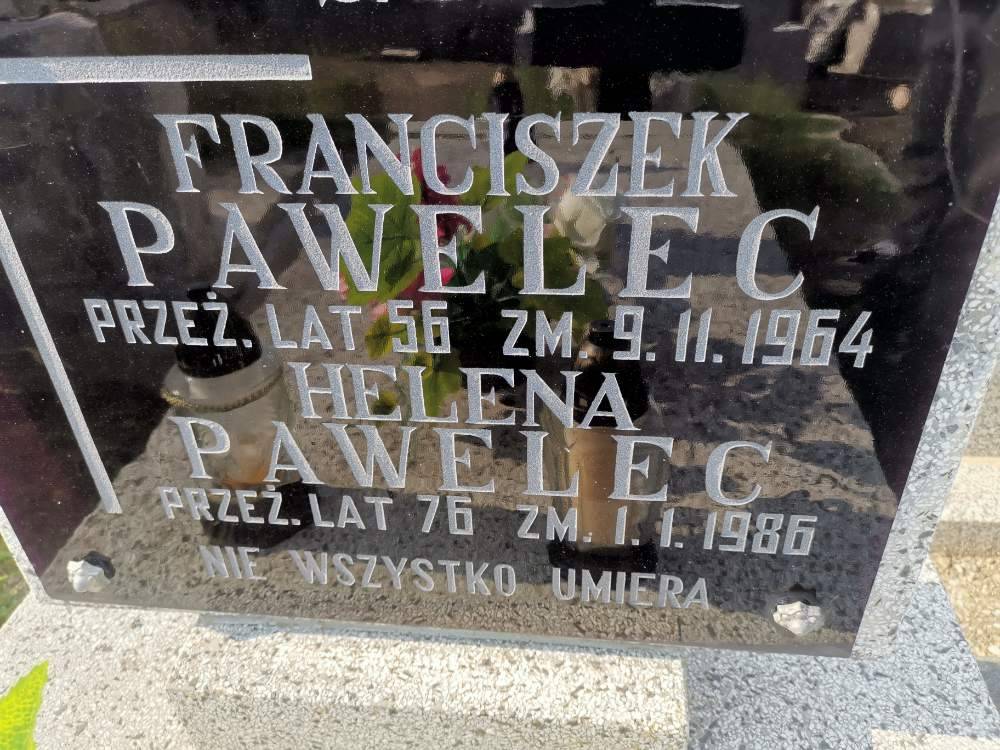 FRANCISZEK
PAWELEC
PRZEŻ. LAT 56 ZM. 9. 11. 1964
HELENA
PAWELEC
PRZEŻ. LAT 76 ZM. 1. 1. 1986
NIE WSZYSTKO UMIERA